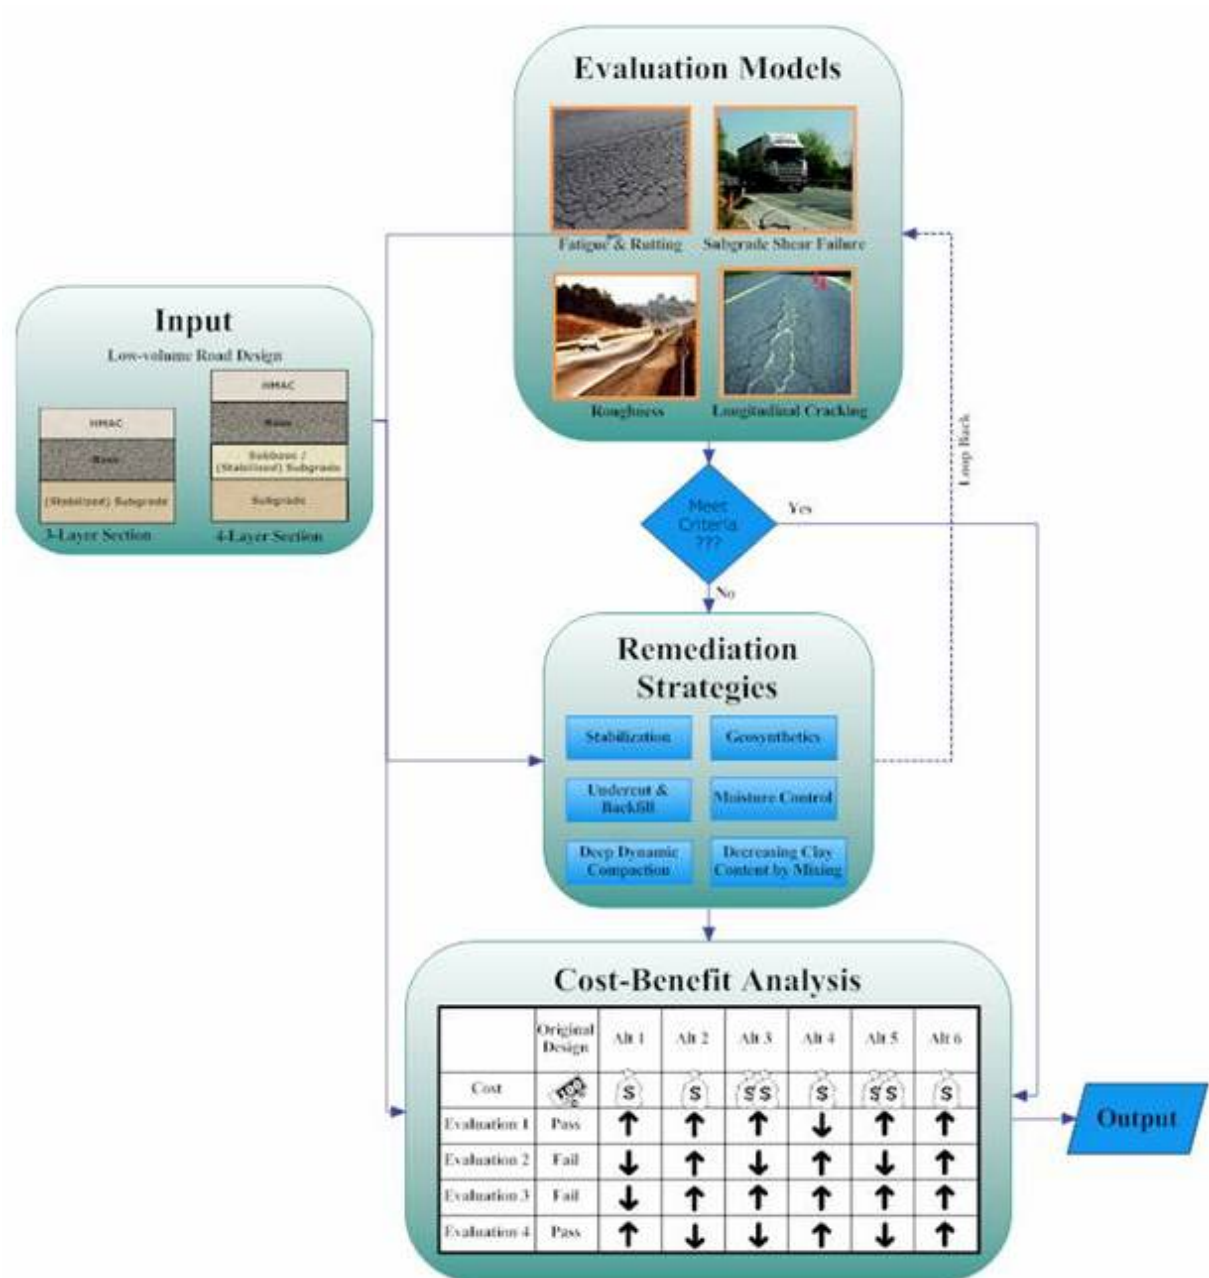 Evaluation Models
Fatigue & Rutting
Subgrade Shear Failure
Roughness
Longitudinal Cracking
Input
Low-volume Road Design
HMAC
Base
(Stabilized) Subgrade
3-Layer Section
HMAC
Base
Subbase /
(Stabilized) Subgrade
Subgrade
4-Layer Section
Meet
Criteria
???
Yes
No
Loop Back
Remediation
Strategies
Stabilization
Geosynthetics
Undercut &
Backfill
Moisture Control
Deep Dynamic
Compaction
Decreasing Clay
Content by Mixing
Cost-Benefit Analysis
Original
Design
Alt 1
Alt 2
Alt 3
Alt 4
Alt 5
Alt 6
Cost
100
$
$
$$
$
$$
$
Evaluation 1 Pass ↑ ↑ ↑ ↓ ↑ ↑
Evaluation 2 Fail ↓ ↑ ↓ ↑ ↓ ↑
Evaluation 3 Fail ↓ ↑ ↑ ↑ ↑ ↑
Evaluation 4 Pass ↑ ↓ ↓ ↑ ↓ ↑
Output